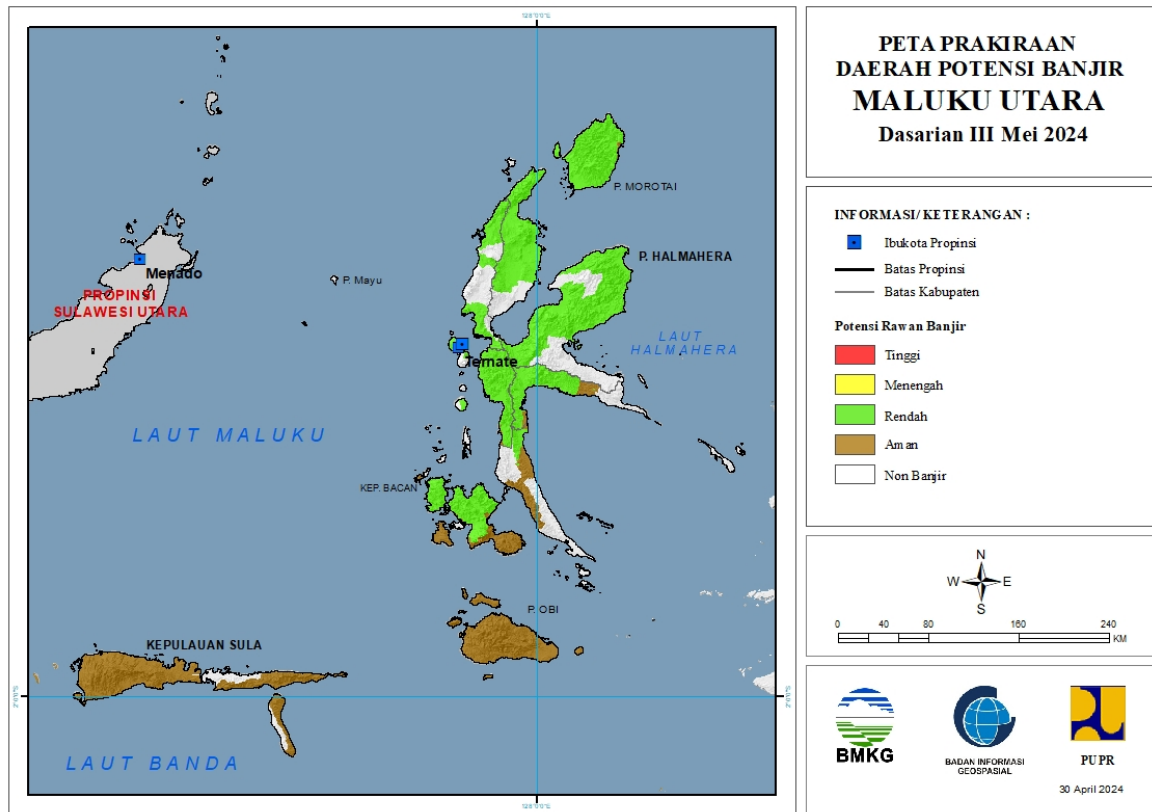 PETA PRAKIRAAN
DAERAH POTENSI BANJIR
MALUKU UTARA
Dasarian III Mei 2024
INFORMASI/ KETERANGAN :
Ibukota Propinsi
Batas Propinsi
Batas Kabupaten
Potensi Rawan Banjir
Tinggi
Menengah
Rendah
Aman
Non Banjir
N
W E
S
0 40 80 160 240
KM
BMKG
BADAN INFORMASI
GEOSPASIAL
PUPR
30 April 2024
P. MOROTAI
P. HALMAHERA
Menado
PROPINSI
SULAWESI UTARA
P. Mayu
LAUT
HALMAHERA
Ternate
LAUT MALUKU
KEP. BACAN
P. OBI
KEPULAUAN SULA
LAUT BANDA